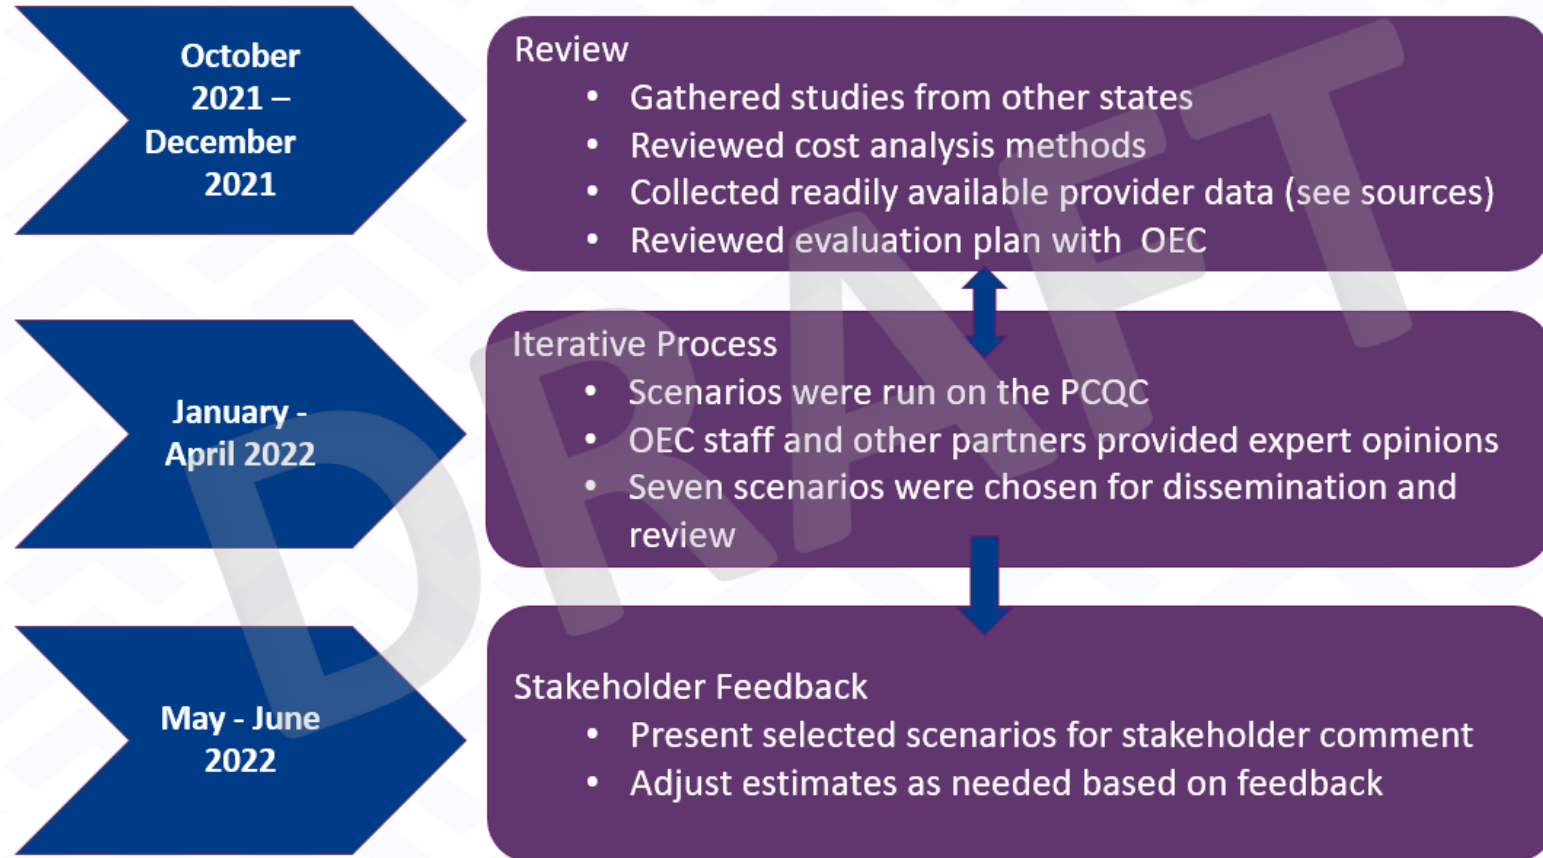 October
2021 –
December
2021
Review
• Gathered studies from other states
• Reviewed cost analysis methods
• Collected readily available provider data (see sources)
• Reviewed evaluation plan with  OEC
January -
April 2022
Iterative Process
• Scenarios were run on the PCQC
• OEC staff and other partners provided expert opinions
• Seven scenarios were chosen for dissemination and
review
May - June
2022
Stakeholder Feedback
• Present selected scenarios for stakeholder comment
• Adjust estimates as needed based on feedback
DRAFT